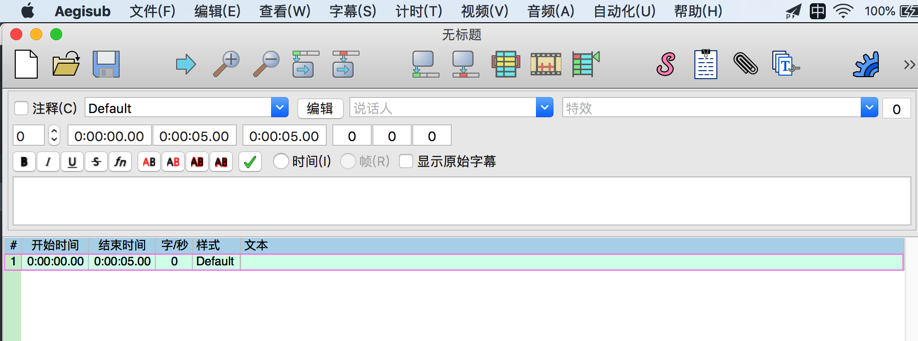 Aegisub 文件(F) 编辑(E) 查看(W) 字幕(S) 计时(T) 视频(V) 音频(A) 自动化(U) 帮助(H) 中 100%
无标题
S T »
注释(C) Default 编辑 说话人 特效 0
0 0:00:00.00 0:00:05.00 0:00:05.00 0 0 0
B I U S fn AB AB AB AB 时间(I) 帧(R) 显示原始字幕
# 开始时间 结束时间 字/秒 样式 文本
1 0:00:00.00 0:00:05.00 0 Default